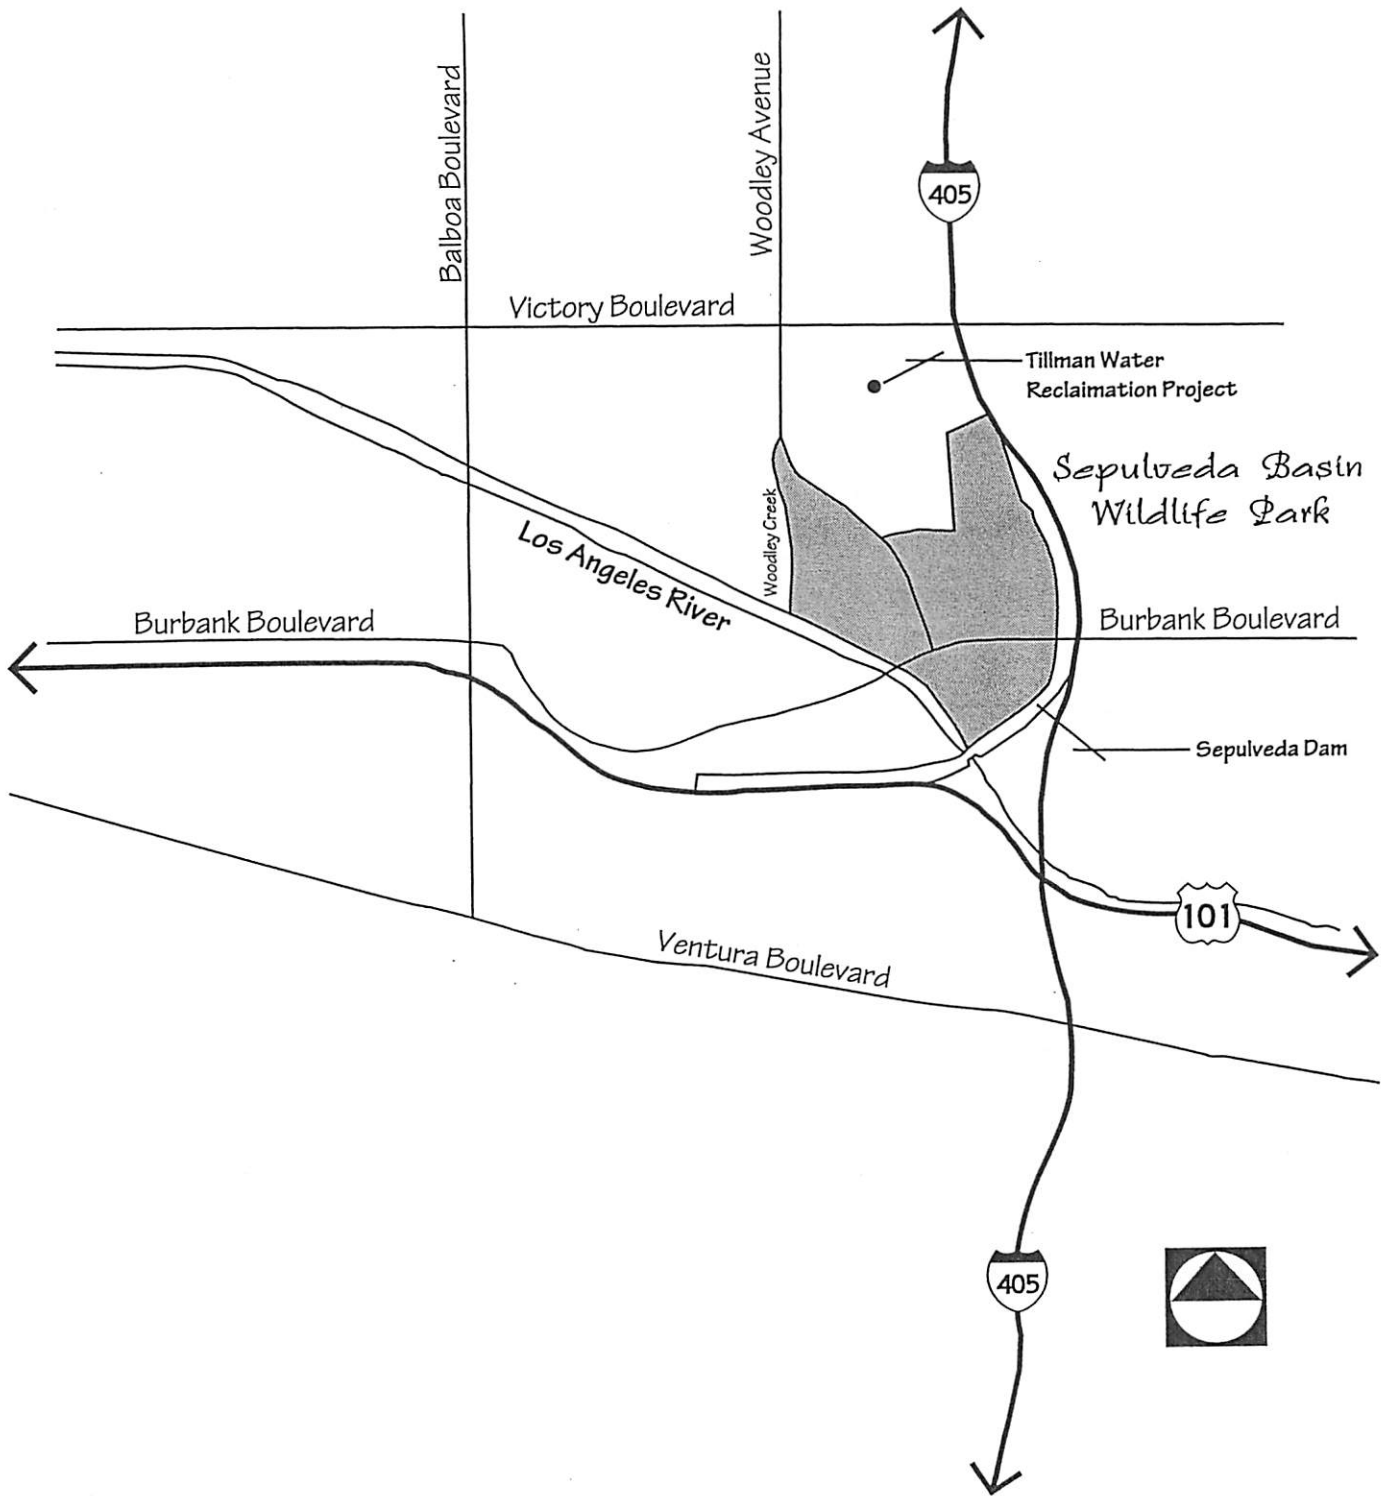 Balboa Boulevard
Woodley Avenue
405
Victory Boulevard
Tillman Water
Reclaimation Project
Sepulveda Basin
Wildlife Park
Woodley Creek
Los Angeles River
Burbank Boulevard
Burbank Boulevard
Sepulveda Dam
101
Ventura Boulevard
405